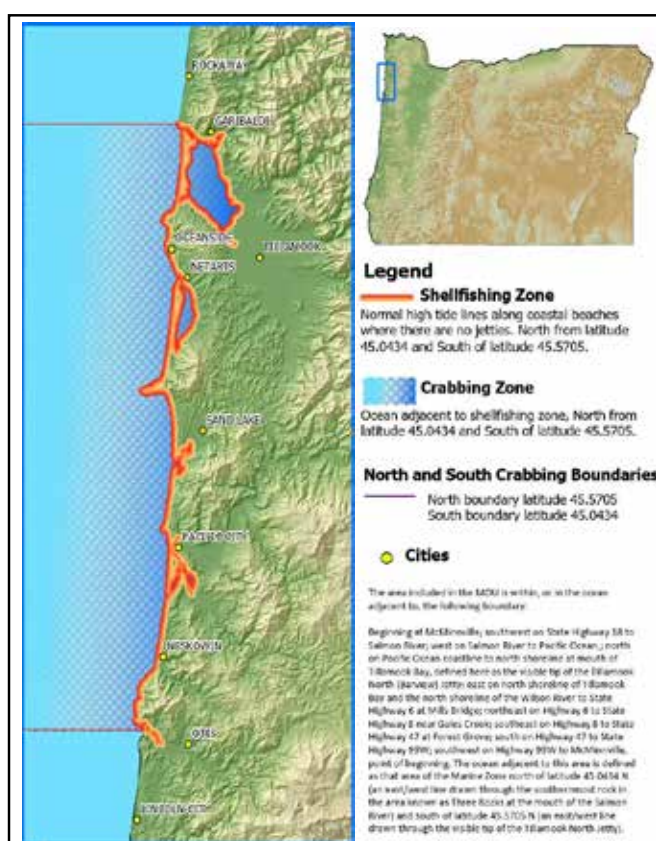 ROCKAWAY
GARIBALDI
OCEANSIDE
TILLAMOOK
NETARTS
SAND LAKE
PACIFIC CITY
NESKOWIN
OTIS
LINCOLN CITY
Legend
Shellfishing Zone
Normal high tide lines along coastal beaches
where there are no jetties. North from latitude
45.0434 and South of latitude 45.5705.
Crabbing Zone
Ocean adjacent to shellfishing zone, North from
latitude 45.0434 and South of latitude 45.5705.
North and South Crabbing Boundaries
North boundary latitude 45.5705
South boundary latitude 45.0434
Cities
The area included in the MOU is within, or in the ocean
adjacent to, the following boundary:
Beginning at McMinnville; southwest on State Highway 18 to
Salmon River; west on Salmon River to Pacific Ocean; north
on Pacific Ocean coastline to north shoreline at mouth of
Tillamook Bay, defined here as the visible tip of the Tillamook
North (Barview) Jetty; east on north shoreline of Tillamook
Bay and the north shoreline of the Wilson River to State
Highway 6 at Mills Bridge; northeast on Highway 6 to State
Highway 8 near Gales Creek; southeast on Highway 8 to State
Highway 47 at Forest Grove; south on Highway 47 to State
Highway 99W; southwest on Highway 99W to McMinnville,
point of beginning. The ocean adjacent to this area is defined
as that area of the Marine Zone north of latitude 45.0434 N
(an east/west line drawn through the southernmost rock in
the area known as Three Rocks at the mouth of the Salmon
River) and south of latitude 45.5705 N (an east/west line
drawn through the visible tip of the Tillamook North Jetty).